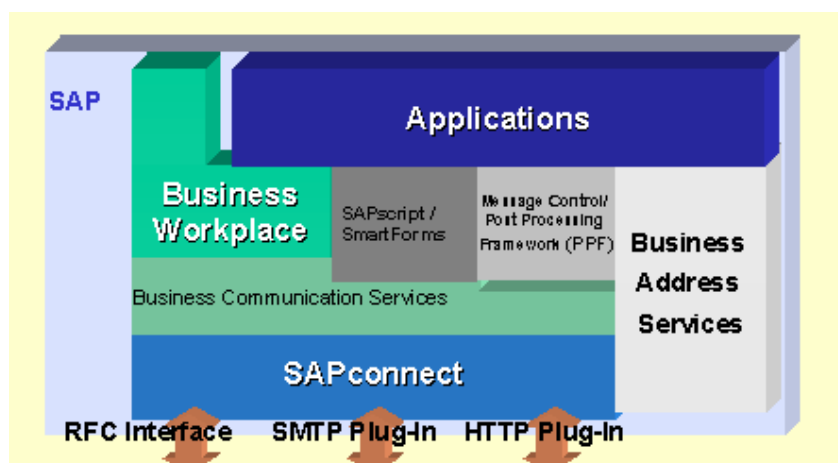 SAP
Applications
Business
Workplace
SAPscript /
SmartForms
Message Control/
Post Processing
Framework (PPF)
Business
Address
Services
Business Communication Services
SAPconnect
RFC Interface
SMTP Plug-In
HTTP Plug-In